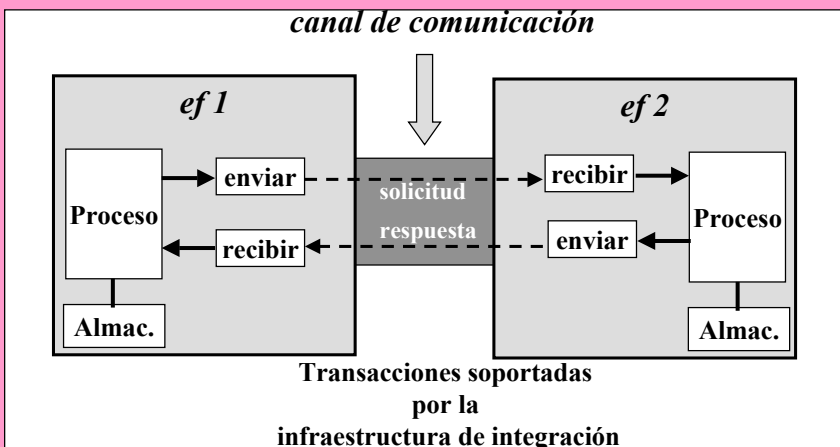 canal de comunicación
ef 1
ef 2
enviar
recibir
solicitud
Proceso
Proceso
respuesta
recibir
enviar
Almac.
Almac.
Transacciones soportadas
por la
infraestructura de integración